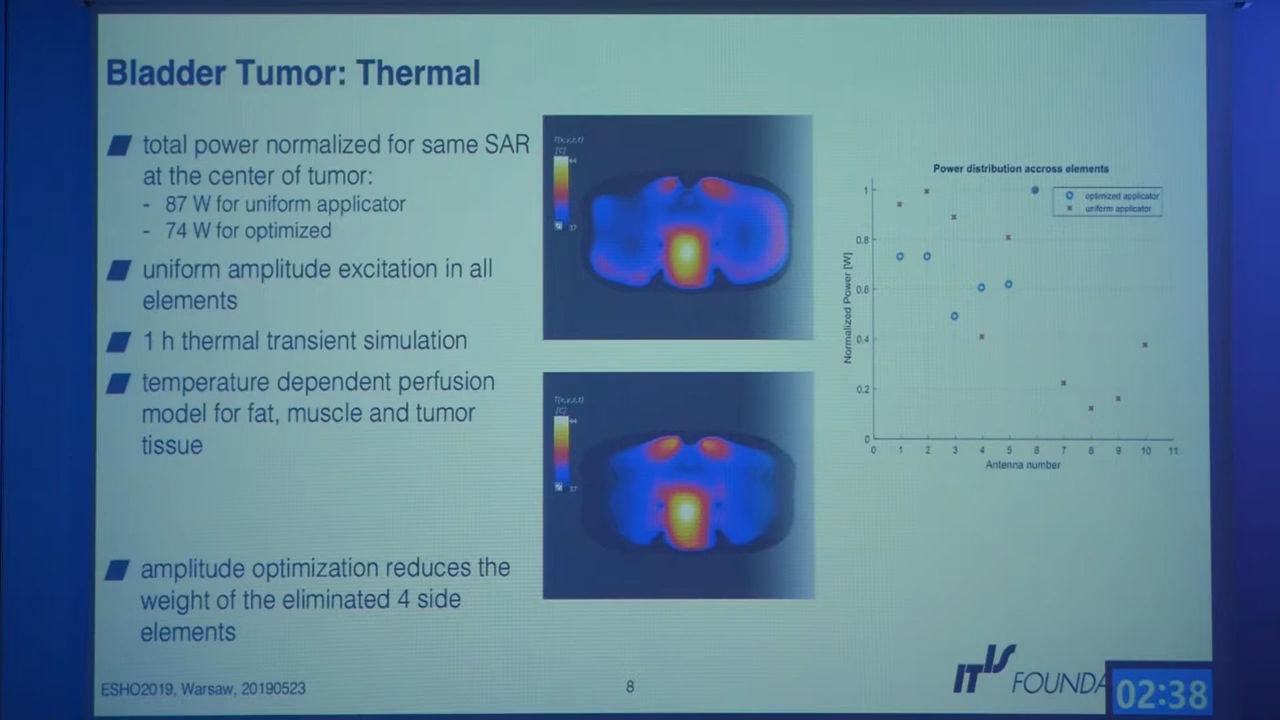 Bladder Tumor: Thermal
total power normalized for same SAR
at the center of tumor:
- 87 W for uniform applicator
- 74 W for optimized
uniform amplitude excitation in all
elements
1 h thermal transient simulation
temperature dependent perfusion
model for fat, muscle and tumor
tissue
amplitude optimization reduces the
weight of the eliminated 4 side
elements
T(x,y,z,t)
[C]
44
37
T(x,y,z,t)
[C]
44
37
Power distribution accross elements
optimized applicator
uniform applicator
Normalized Power [W]
1
0.8
0.6
0.4
0.2
0
0 1 2 3 4 5 6 7 8 9 10 11
Antenna number
ESHO2019, Warsaw, 20190523
8
IT'IS FOUNDA
02:38